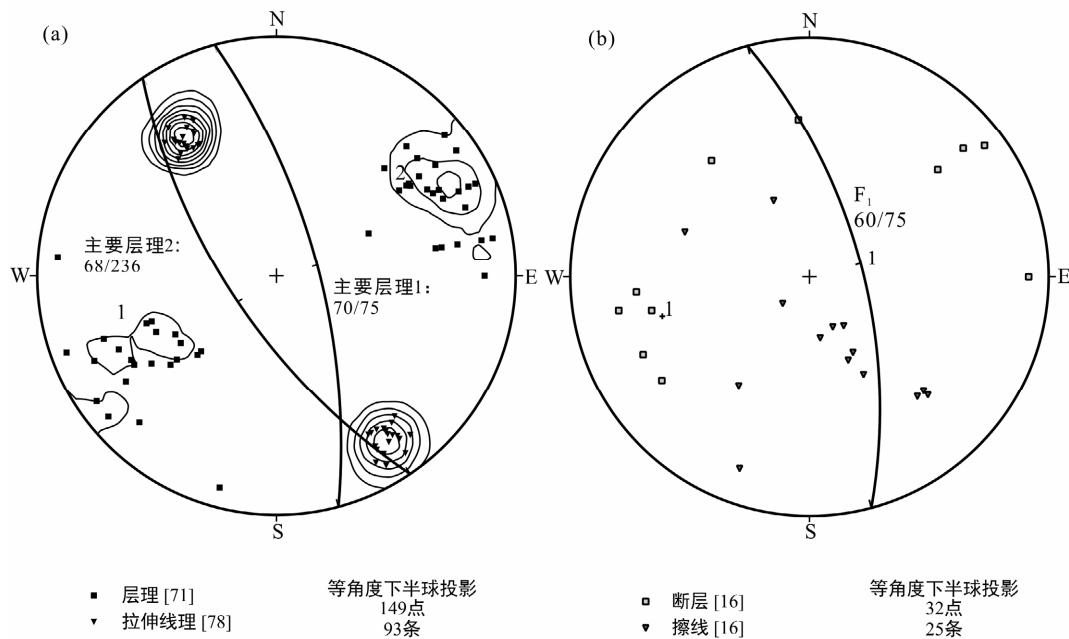 (a)
N
2
主要层理2:
68/236
W
E
主要层理1:
70/75
1
S
■ 层理 [71]
▼ 拉伸线理 [78]
等角度下半球投影
149点
93条
(b)
N
F₁
60/75
1
W
E
1
S
断层 [16]
擦线 [16]
等角度下半球投影
32点
25条